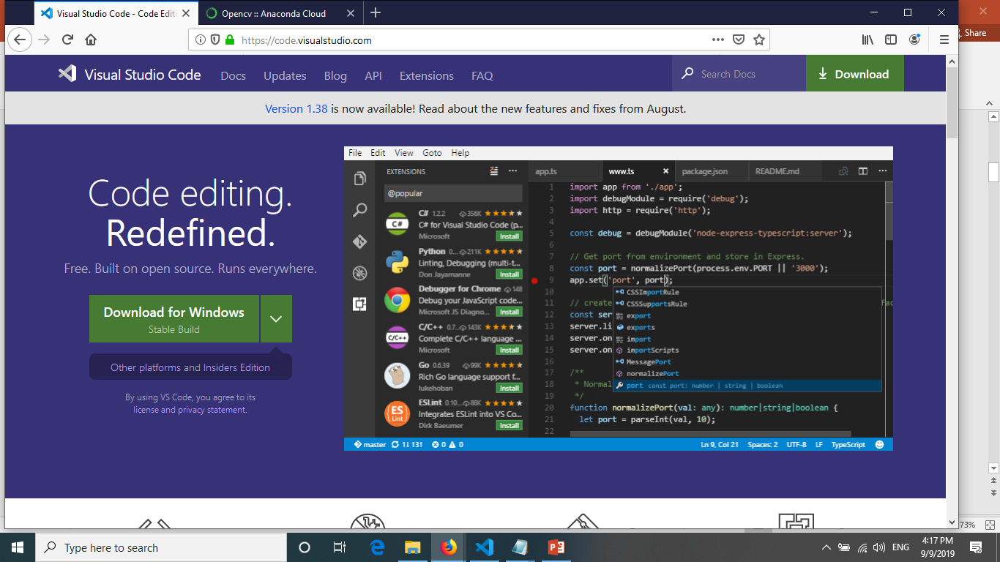 Visual Studio Code - Code Edit
Opencv :: Anaconda Cloud
Share
https://code.visualstudio.com
Visual Studio Code
Docs
Updates
Blog
API
Extensions
FAQ
Search Docs
Download
Version 1.38 is now available! Read about the new features and fixes from August.
Code editing.
Redefined.
Free. Built on open source. Runs everywhere.
Download for Windows
Stable Build
Other platforms and Insiders Edition
By using VS Code, you agree to its
license and privacy statement.
File Edit View Goto Help
EXTENSIONS
@popular
C# 1.2.2 356K
C# for Visual Studio Code (p...
Microsoft Install
Python 0.... 211K
Linting, Debugging (multi-t...
Don Jayamanne Install
Debugger for Chrome 148
Debug your JavaScript code...
Microsoft JS Diagno... Install
C/C++ 0.7... 143K
Complete C/C++ language ...
Microsoft Install
Go 0.6.39 99K
Rich Go language support f...
lukehoban Install
ESLint 0.10... 88K
Integrates ESLint into VS Co...
Dirk Baeumer Install
app.ts www.ts package.json README.md
1 import app from './app';
2 import debugModule = require('debug');
3 import http = require('http');
4
5 const debug = debugModule('node-express-typescript:server');
6
7 // Get port from environment and store in Express.
8 const port = normalizePort(process.env.PORT || '3000');
9 app.set('port', port);
10
11 // create
12 const ser
13 server.li
14 server.on
15 server.on
16
17 /**
18 * Normal
19 */
20 function normalizePort(val: any): number|string|boolean {
21 let port = parseInt(val, 10);
22
CSSImportRule
CSSSupportsRule
export
exports
import
importScripts
MessagePort
normalizePort
port const port: number | string | boolean
master 1↓ 13↑ 0 0
Ln 9, Col 21 Spaces: 2 UTF-8 LF TypeScript
73%
Type here to search
ENG
4:17 PM
9/9/2019